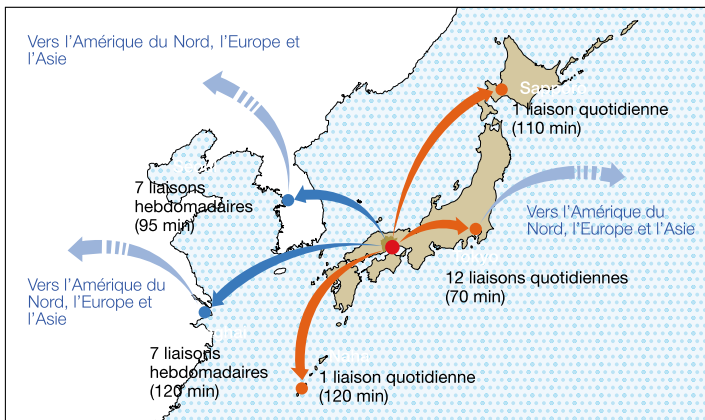 Vers l’Amérique du Nord, l’Europe et
l’Asie
1 liaison quotidienne
(110 min)
7 liaisons
hebdomadaires
(95 min)
Vers l’Amérique du
Nord, l’Europe et l’Asie
Vers l’Amérique du
Nord, l’Europe et
l’Asie
12 liaisons quotidiennes
(70 min)
7 liaisons
hebdomadaires
(120 min)
1 liaison quotidienne
(120 min)